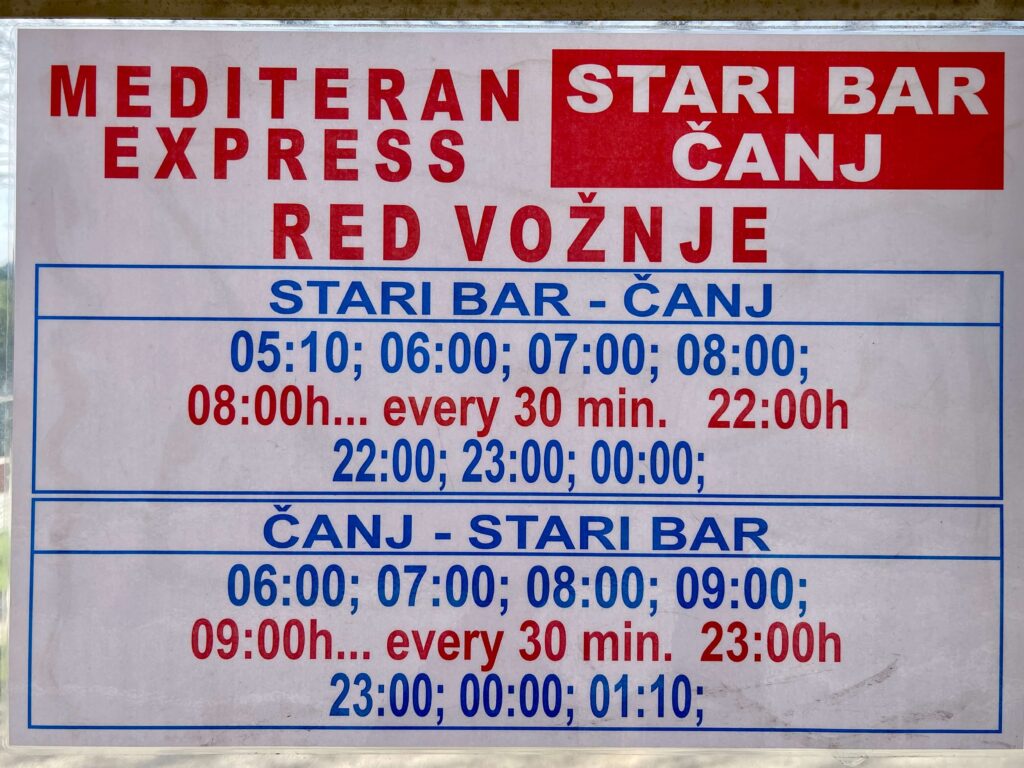 MEDITERAN
EXPRESS
STARI BAR
ČANJ
RED VOŽNJE
STARI BAR - ČANJ
05:10; 06:00; 07:00; 08:00;
08:00h... every 30 min. 22:00h
22:00; 23:00; 00:00;
ČANJ - STARI BAR
06:00; 07:00; 08:00; 09:00;
09:00h... every 30 min. 23:00h
23:00; 00:00; 01:10;